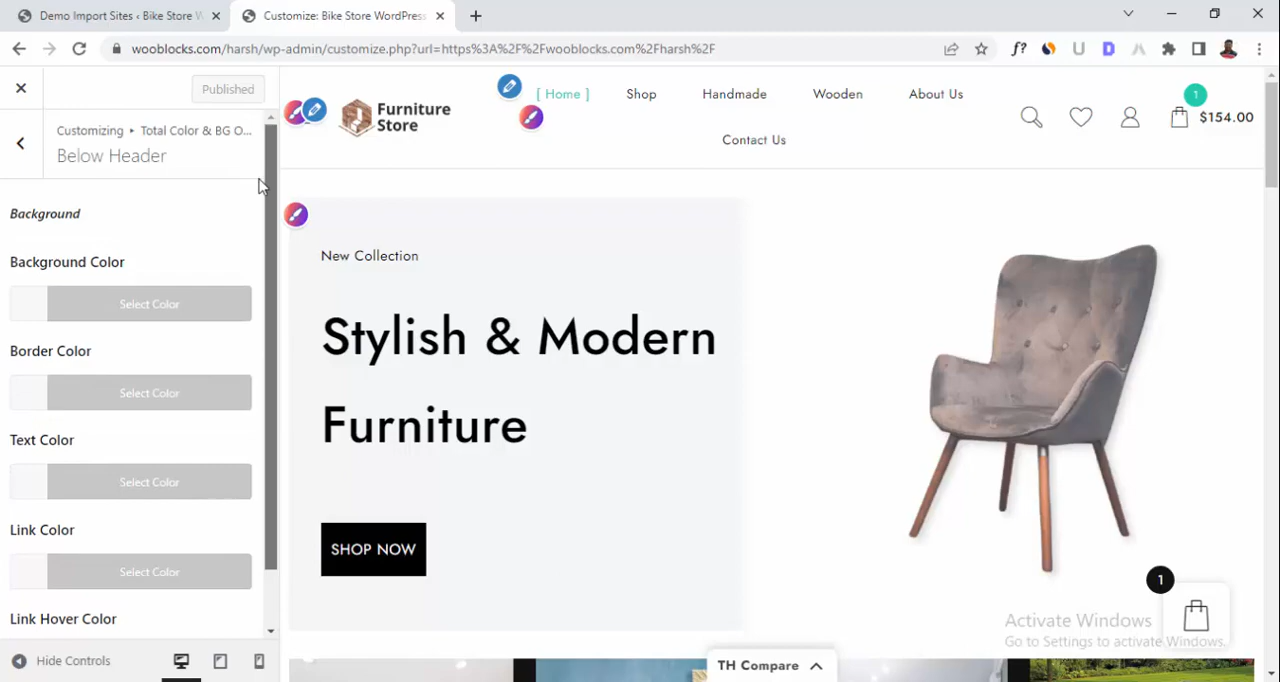 Demo Import Sites ‹ Bike Store W
Customize: Bike Store WordPress
wooblocks.com/harsh/wp-admin/customize.php?url=https%3A%2F%2Fwooblocks.com%2Fharsh%2F
f?
U
D
Published
Customizing ▸ Total Color & BG O...
Below Header
Background
Background Color
Select Color
Border Color
Select Color
Text Color
Select Color
Link Color
Select Color
Link Hover Color
Hide Controls
Furniture
Store
[ Home ]
Shop
Handmade
Wooden
About Us
Contact Us
1
$154.00
New Collection
Stylish & Modern
Furniture
SHOP NOW
1
Activate Windows
Go to Settings to activate Windows.
TH Compare